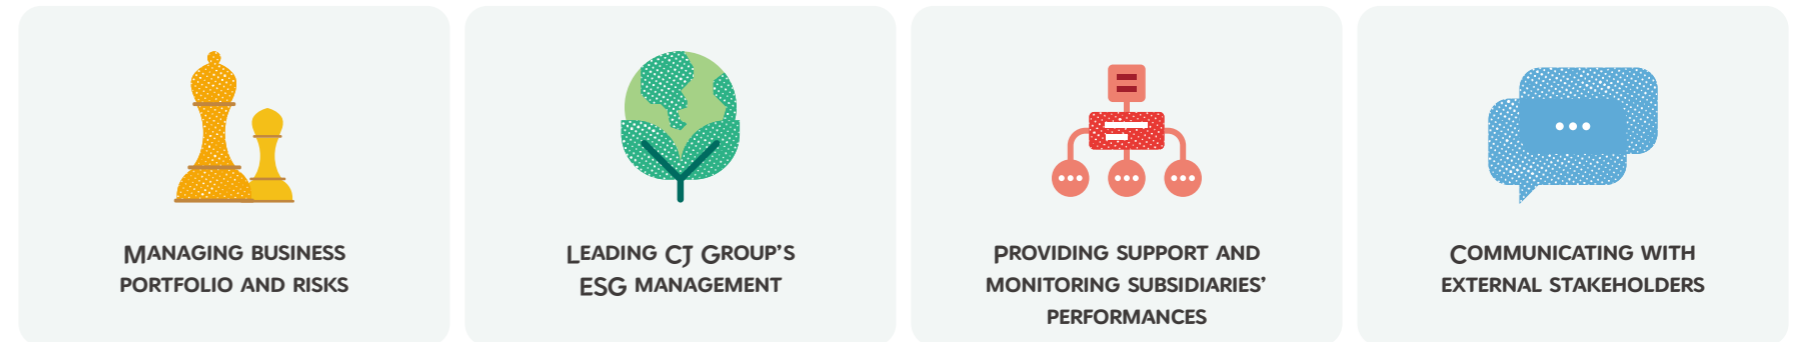 Managing business
portfolio and risks
Leading CJ Group's
ESG management
Providing support and
monitoring subsidiaries'
performances
Communicating with
external stakeholders